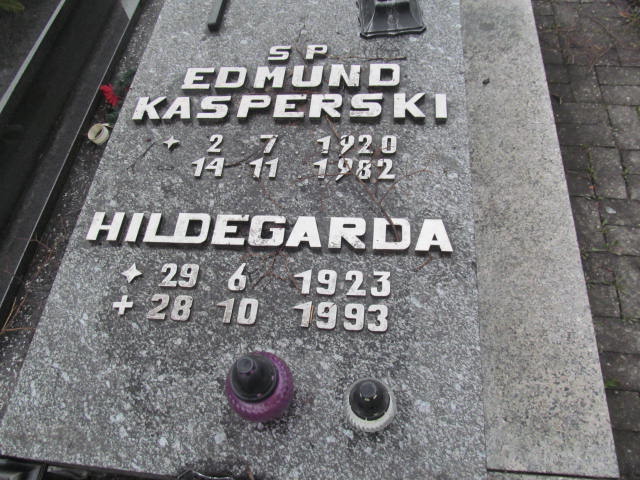 SP
EDMUND
KASPERSKI
✦ 2 7 1920
14 11 1982
HILDEGARDA
✦ 29 6 1923
+ 28 10 1993